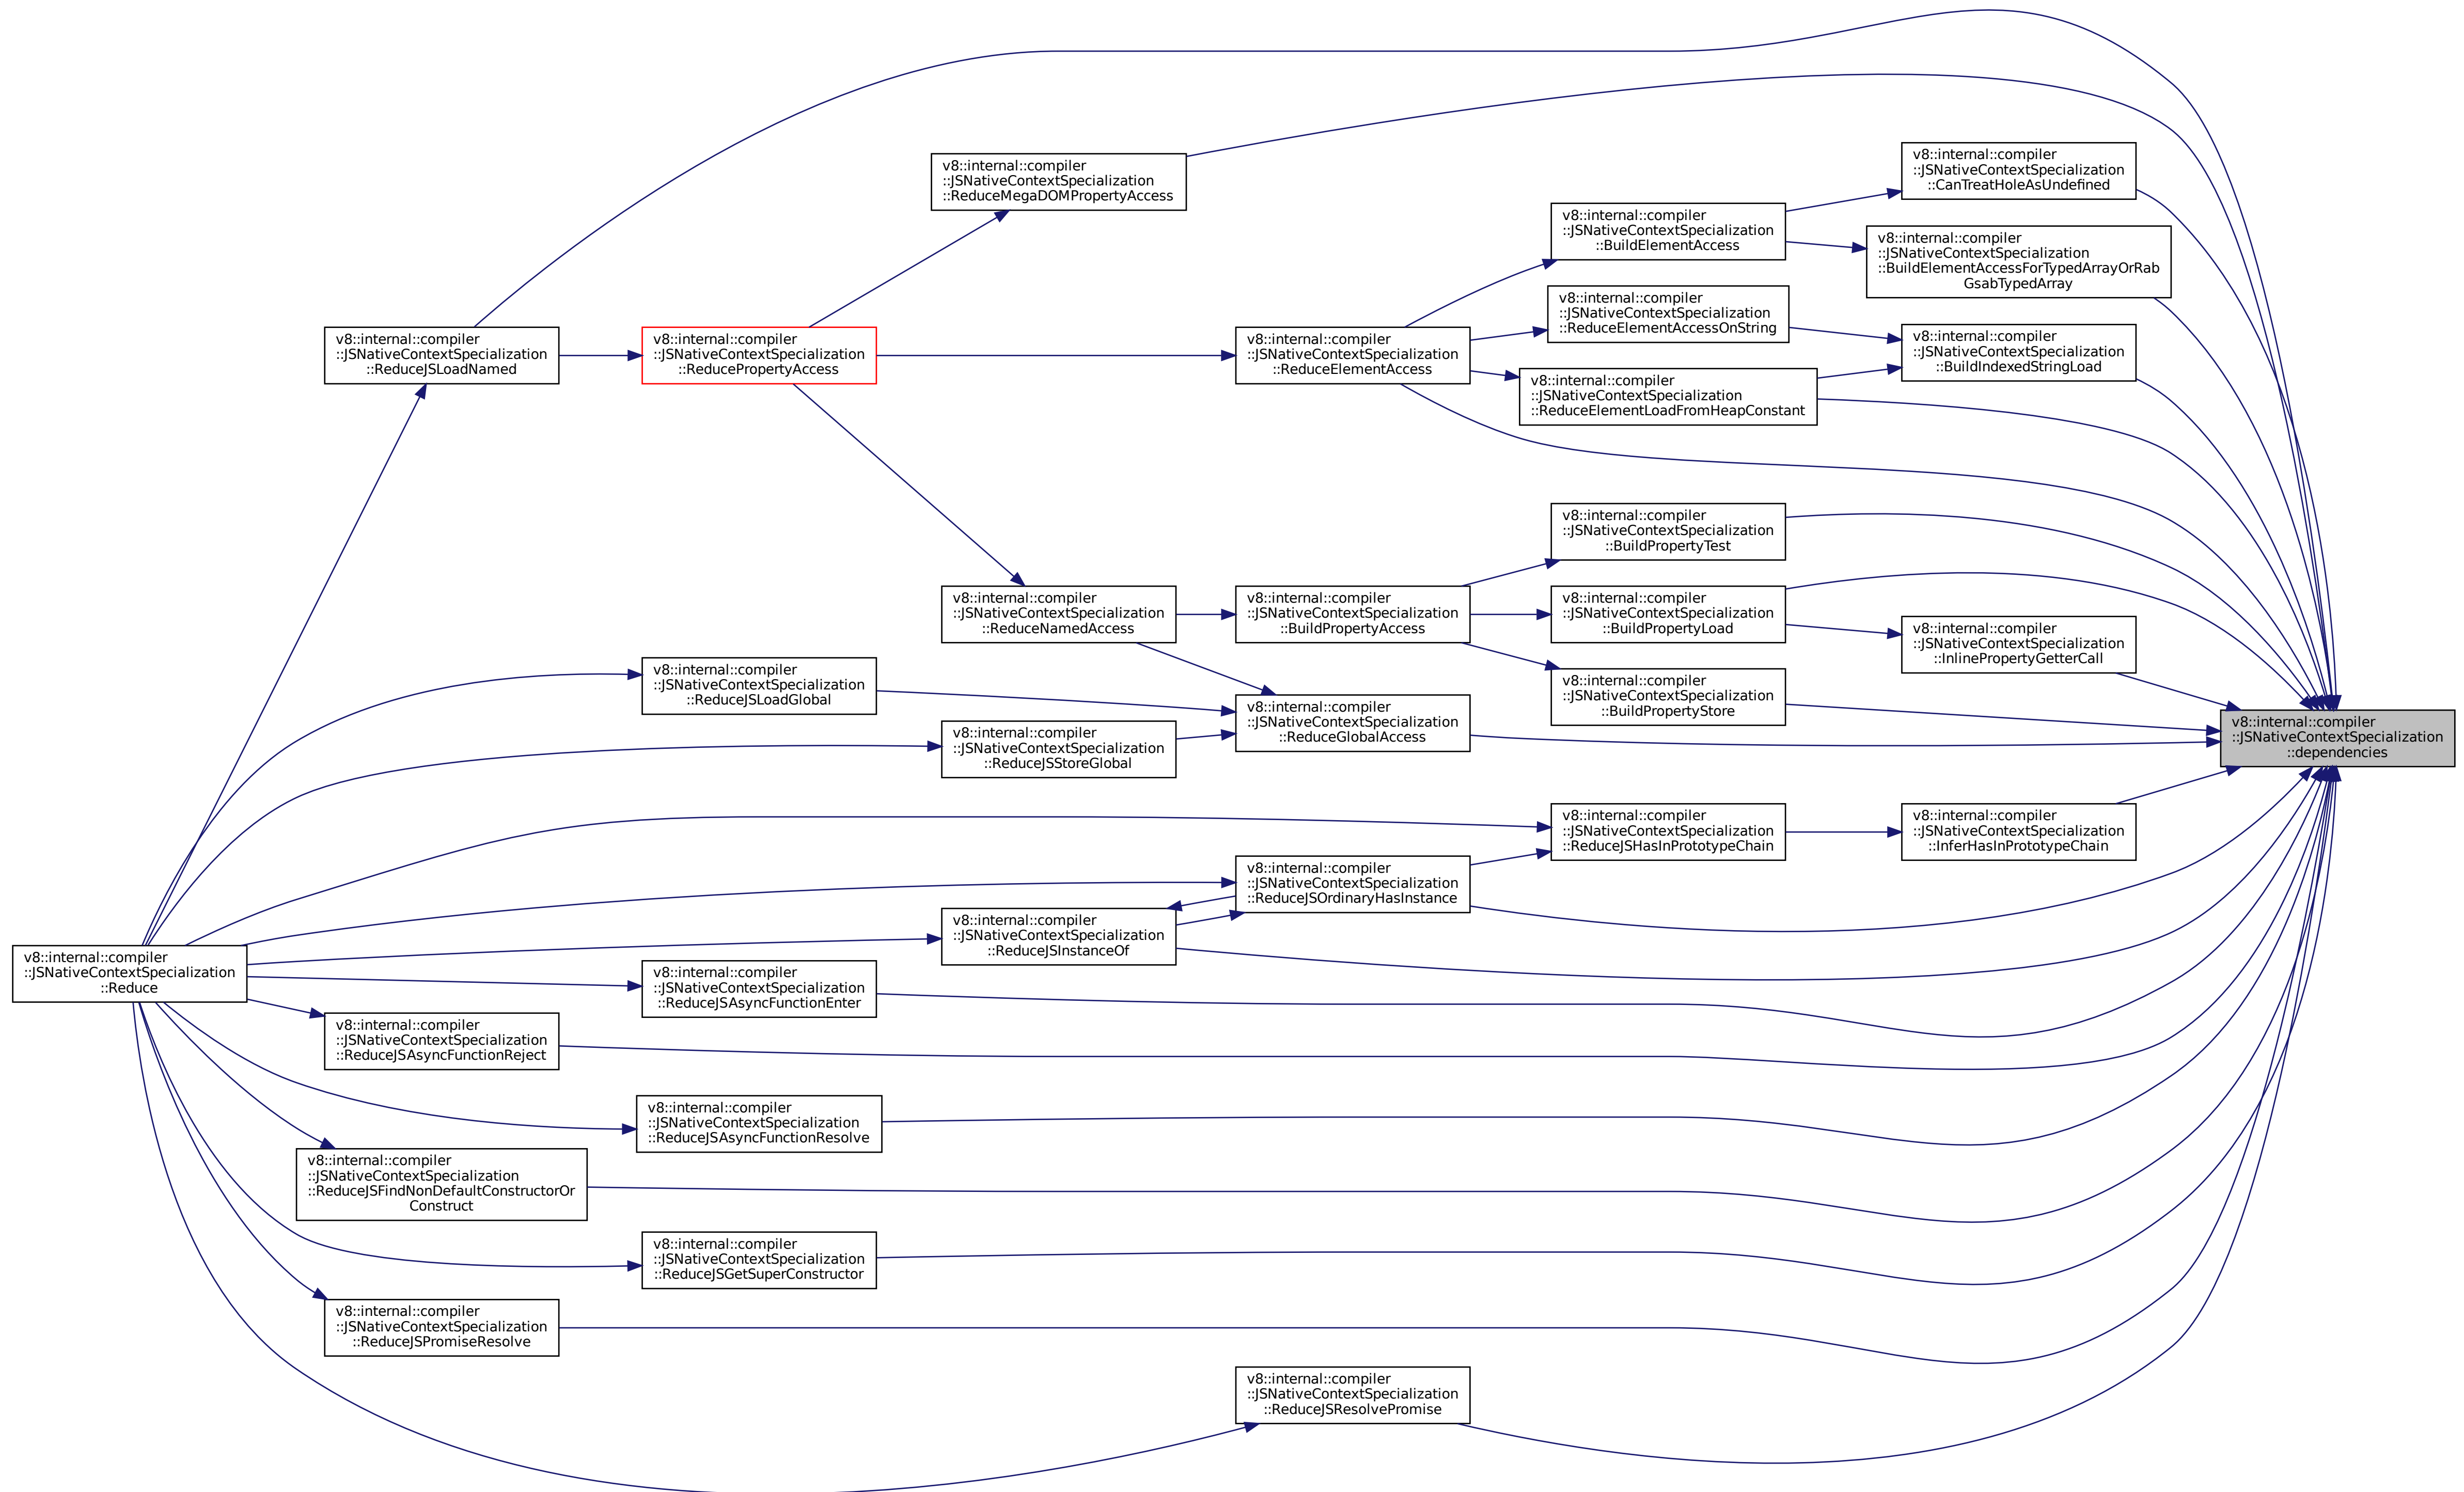 v8::internal::compiler
::JSNativeContextSpecialization
::ReduceMegaDOMPropertyAccess
v8::internal::compiler
::JSNativeContextSpecialization
::CanTreatHoleAsUndefined
v8::internal::compiler
::JSNativeContextSpecialization
::BuildElementAccess
v8::internal::compiler
::JSNativeContextSpecialization
::BuildElementAccessForTypedArrayOrRab
GsabTypedArray
v8::internal::compiler
::JSNativeContextSpecialization
::ReduceElementAccessOnString
v8::internal::compiler
::JSNativeContextSpecialization
::ReduceJSLoadNamed
v8::internal::compiler
::JSNativeContextSpecialization
::ReducePropertyAccess
v8::internal::compiler
::JSNativeContextSpecialization
::ReduceElementAccess
v8::internal::compiler
::JSNativeContextSpecialization
::BuildIndexedStringLoad
v8::internal::compiler
::JSNativeContextSpecialization
::ReduceElementLoadFromHeapConstant
v8::internal::compiler
::JSNativeContextSpecialization
::BuildPropertyTest
v8::internal::compiler
::JSNativeContextSpecialization
::ReduceNamedAccess
v8::internal::compiler
::JSNativeContextSpecialization
::BuildPropertyAccess
v8::internal::compiler
::JSNativeContextSpecialization
::BuildPropertyLoad
v8::internal::compiler
::JSNativeContextSpecialization
::InlinePropertyGetterCall
v8::internal::compiler
::JSNativeContextSpecialization
::ReduceJSLoadGlobal
v8::internal::compiler
::JSNativeContextSpecialization
::BuildPropertyStore
v8::internal::compiler
::JSNativeContextSpecialization
::ReduceGlobalAccess
v8::internal::compiler
::JSNativeContextSpecialization
::dependencies
v8::internal::compiler
::JSNativeContextSpecialization
::ReduceJSStoreGlobal
v8::internal::compiler
::JSNativeContextSpecialization
::ReduceJSHasInPrototypeChain
v8::internal::compiler
::JSNativeContextSpecialization
::InferHasInPrototypeChain
v8::internal::compiler
::JSNativeContextSpecialization
::ReduceJSOrdinaryHasInstance
v8::internal::compiler
::JSNativeContextSpecialization
::ReduceJSInstanceOf
v8::internal::compiler
::JSNativeContextSpecialization
::Reduce
v8::internal::compiler
::JSNativeContextSpecialization
::ReduceJSAsyncFunctionEnter
v8::internal::compiler
::JSNativeContextSpecialization
::ReduceJSAsyncFunctionReject
v8::internal::compiler
::JSNativeContextSpecialization
::ReduceJSAsyncFunctionResolve
v8::internal::compiler
::JSNativeContextSpecialization
::ReduceJSFindNonDefaultConstructorOr
Construct
v8::internal::compiler
::JSNativeContextSpecialization
::ReduceJSGetSuperConstructor
v8::internal::compiler
::JSNativeContextSpecialization
::ReduceJSPromiseResolve
v8::internal::compiler
::JSNativeContextSpecialization
::ReduceJSResolvePromise